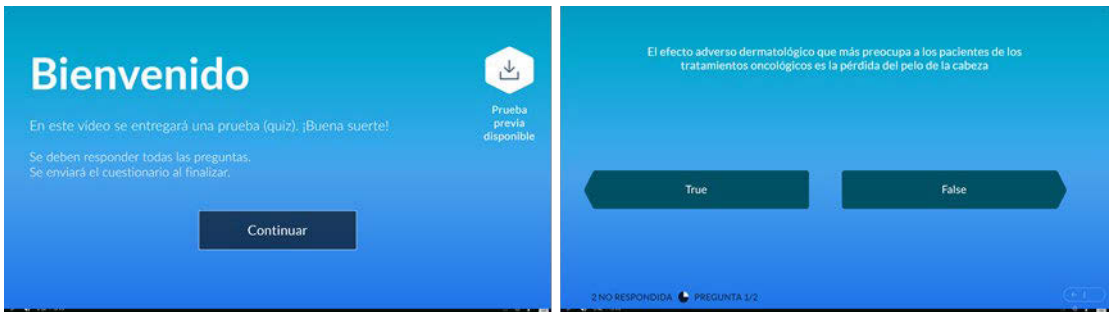 Bienvenido
En este vídeo se entregará una prueba (quiz). ¡Buena suerte!
Se deben responder todas las preguntas.
Se enviará el cuestionario al finalizar.
Continuar
Prueba
previa
disponible
El efecto adverso dermatológico que más preocupa a los pacientes de los
tratamientos oncológicos es la pérdida del pelo de la cabeza
True
False
2 NO RESPONDIDA PREGUNTA 1/2